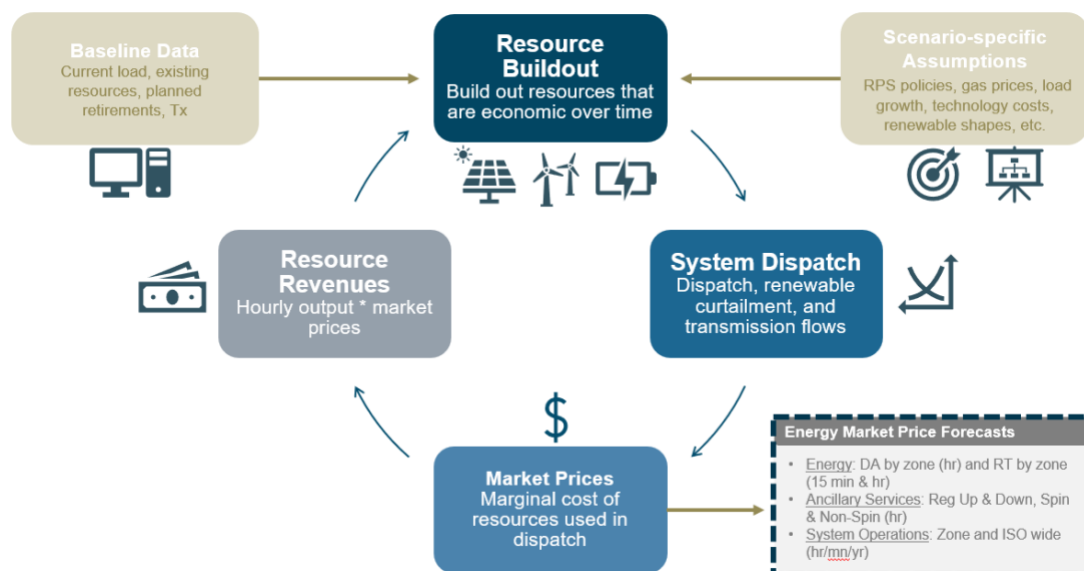 Baseline Data
Current load, existing
resources, planned
retirements, Tx
Resource
Buildout
Build out resources that
are economic over time
Scenario-specific
Assumptions
RPS policies, gas prices, load
growth, technology costs,
renewable shapes, etc.
Resource
Revenues
Hourly output * market
prices
System Dispatch
Dispatch, renewable
curtailment, and
transmission flows
$
Market Prices
Marginal cost of
resources used in
dispatch
Energy Market Price Forecasts
• Energy: DA by zone (hr) and RT by zone
(15 min & hr)
• Ancillary Services: Reg Up & Down, Spin
& Non-Spin (hr)
• System Operations: Zone and ISO wide
(hr/mn/yr)